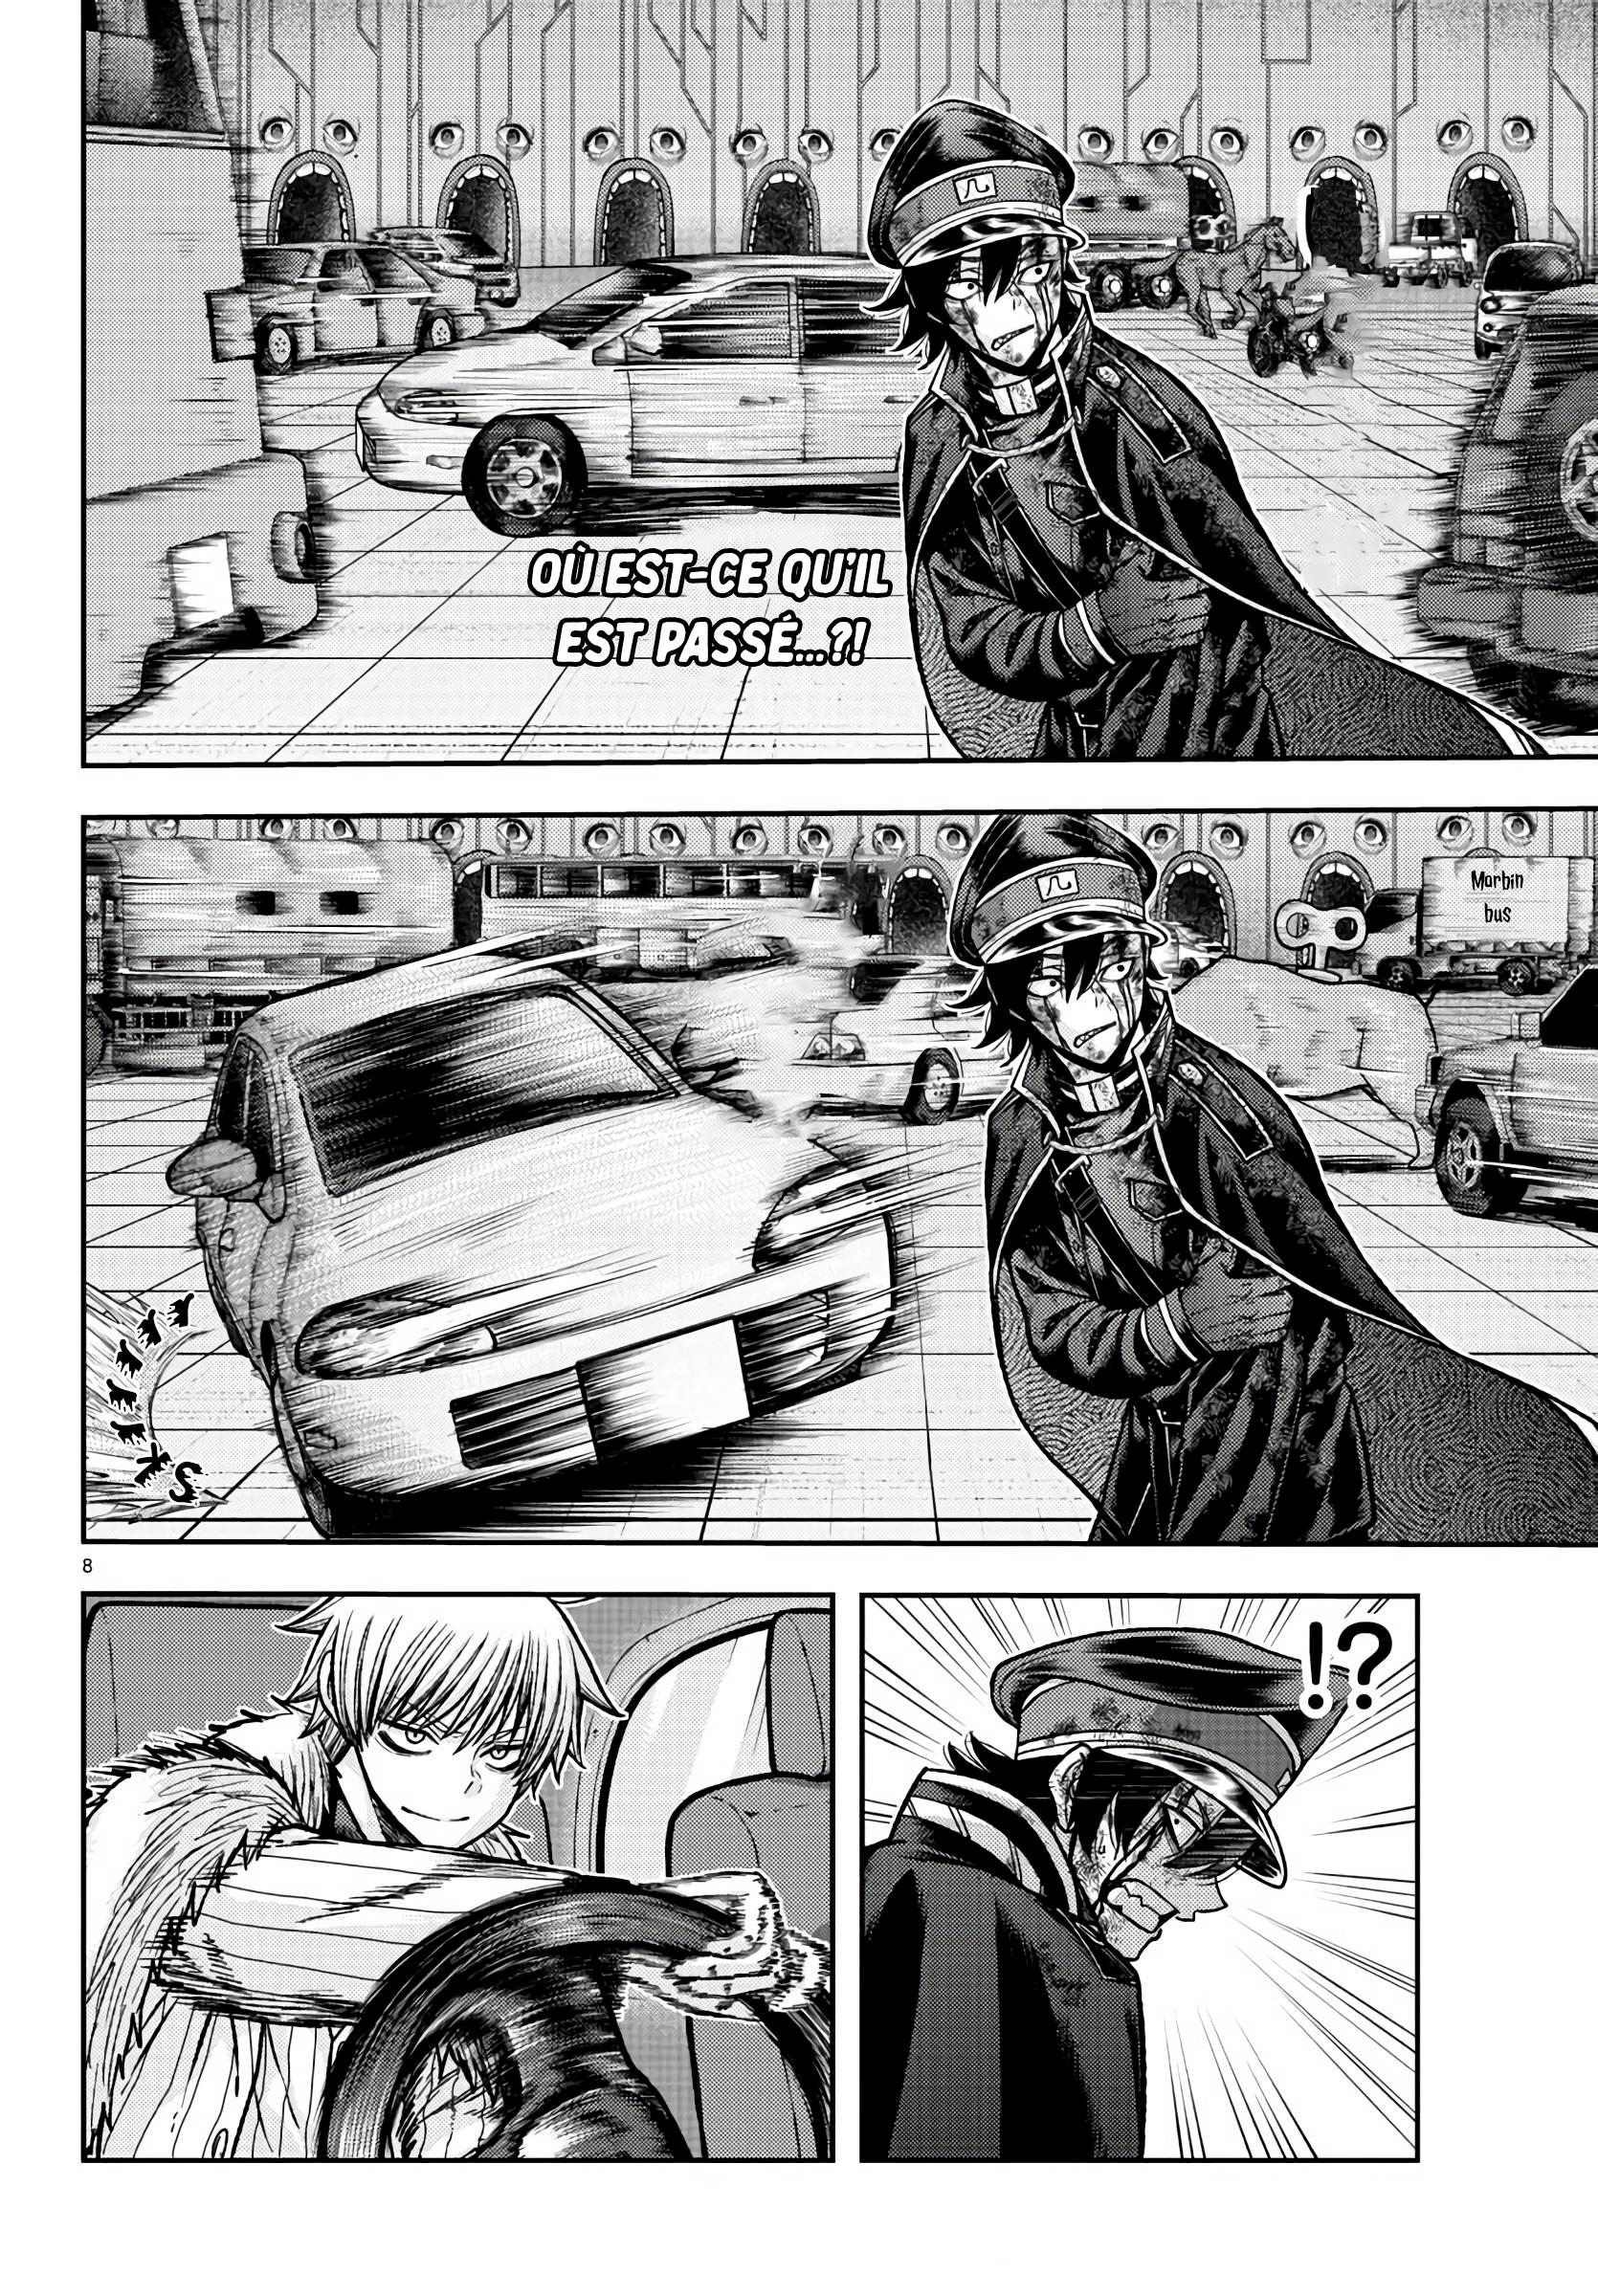 OÙ EST-CE QU'IL
EST PASSÉ...?!
Morbin
bus
8
!?